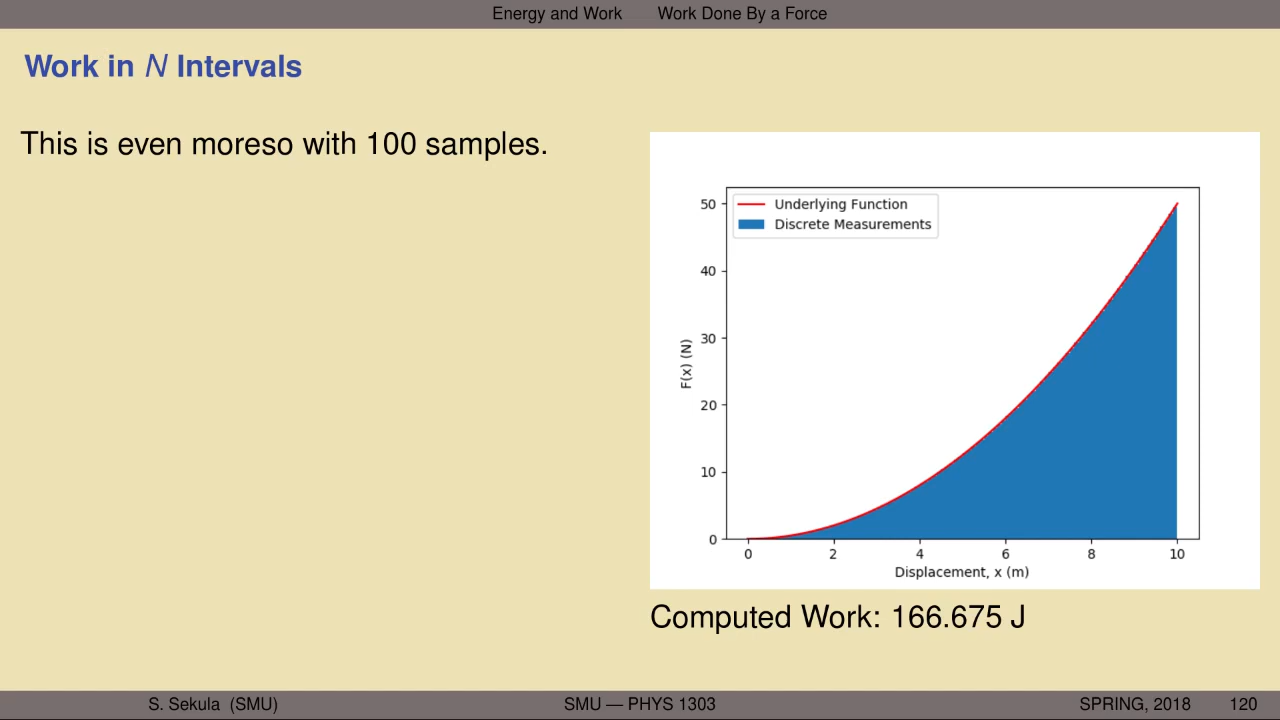 Energy and Work Work Done By a Force
Work in N Intervals
This is even moreso with 100 samples.
Underlying Function
Discrete Measurements
50
40
30
20
10
0
F(x) (N)
0 2 4 6 8 10
Displacement, x (m)
Computed Work: 166.675 J
S. Sekula (SMU) SMU — PHYS 1303 SPRING, 2018 120